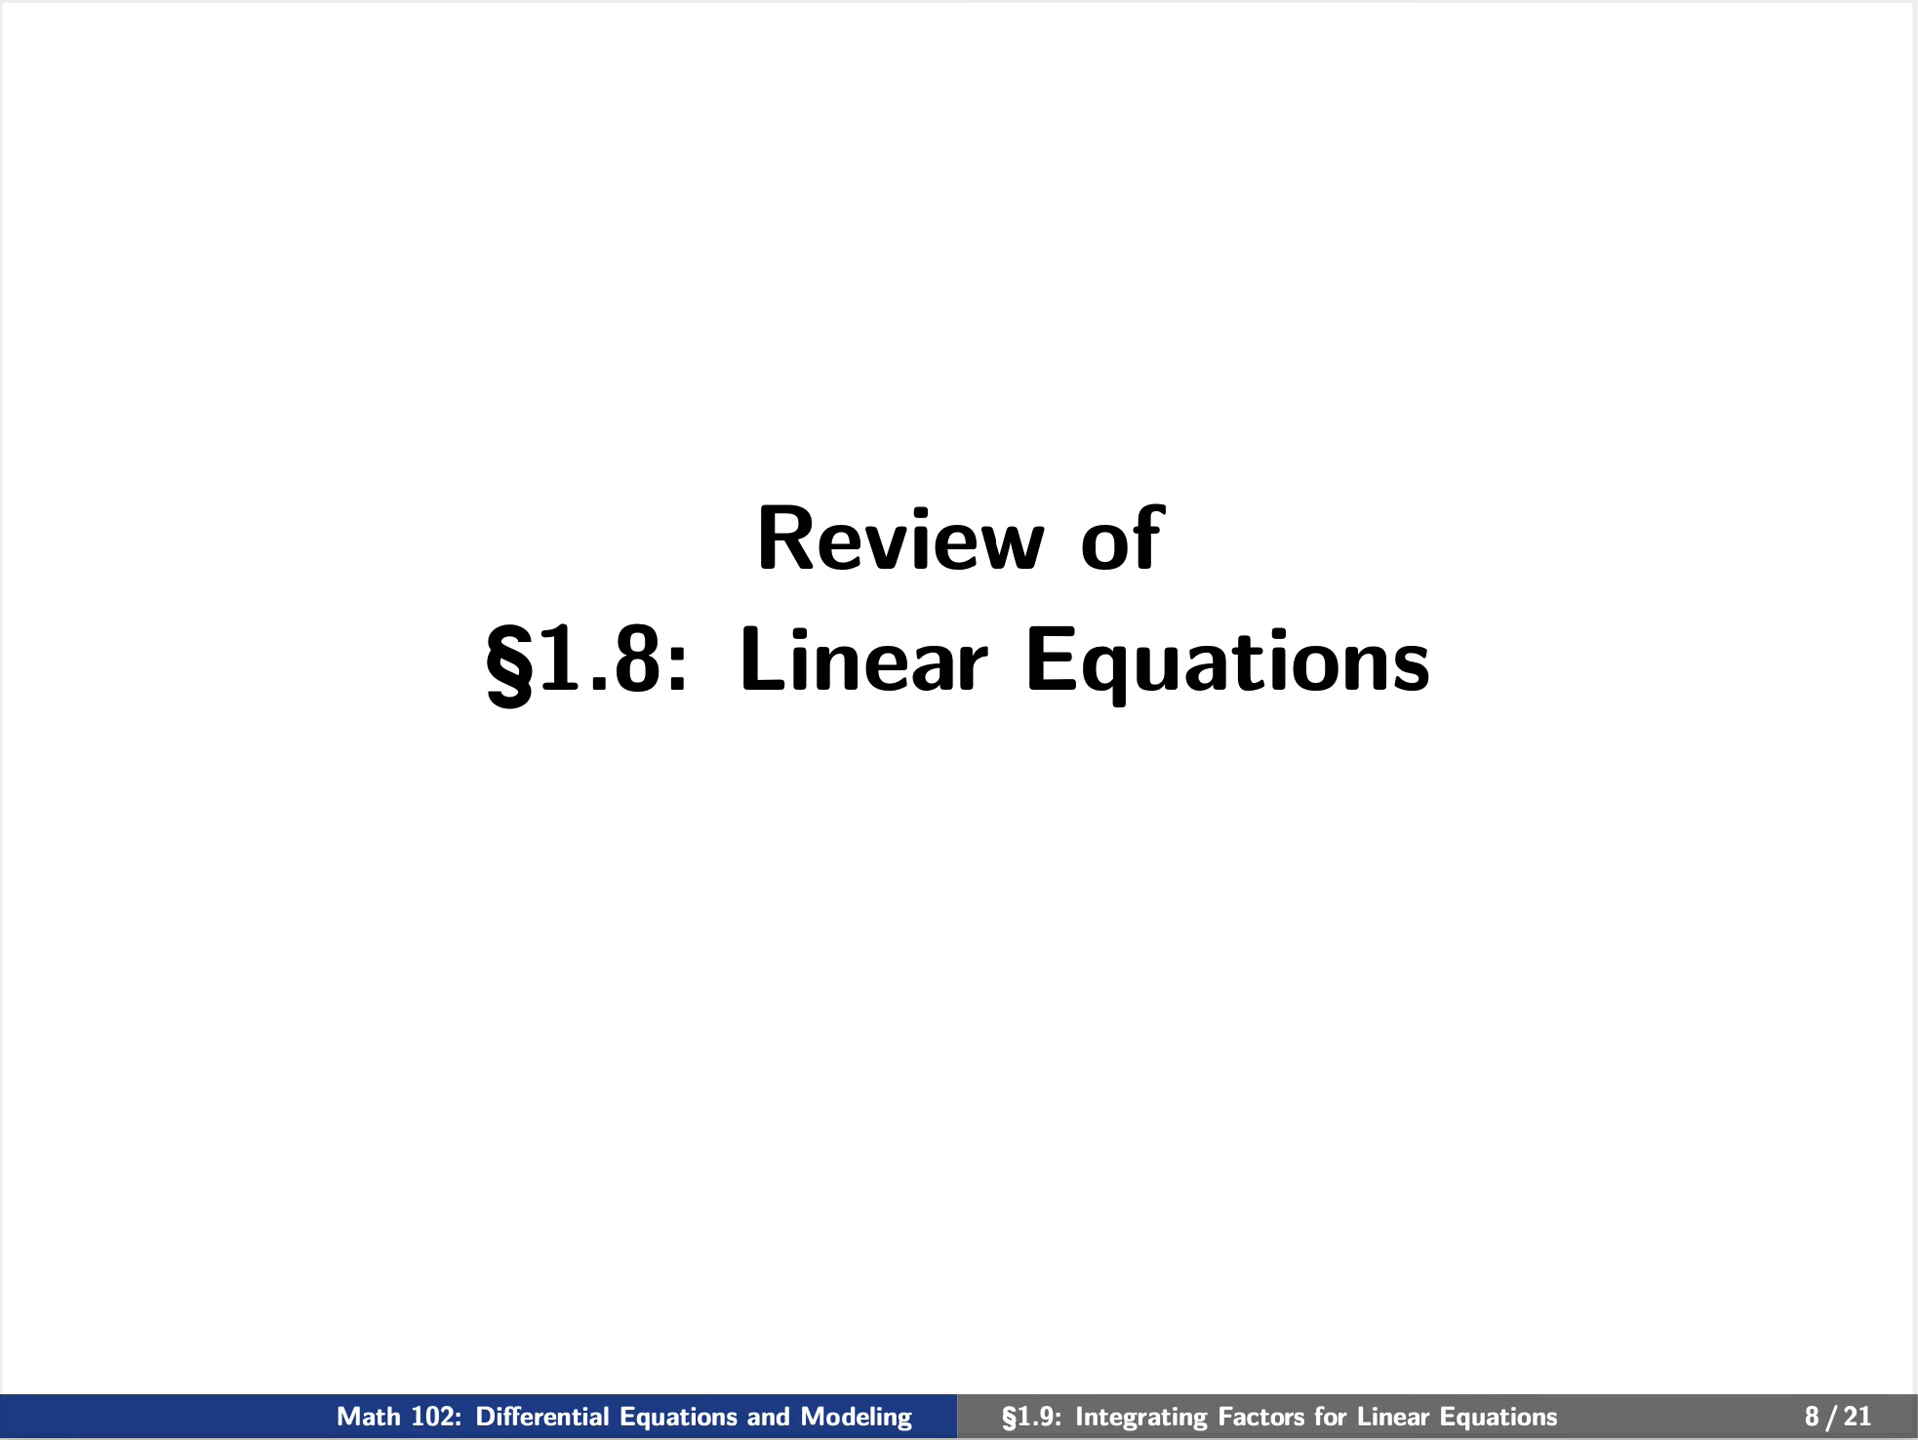 Review of
§1.8: Linear Equations
Math 102: Differential Equations and Modeling
§1.9: Integrating Factors for Linear Equations
8 / 21